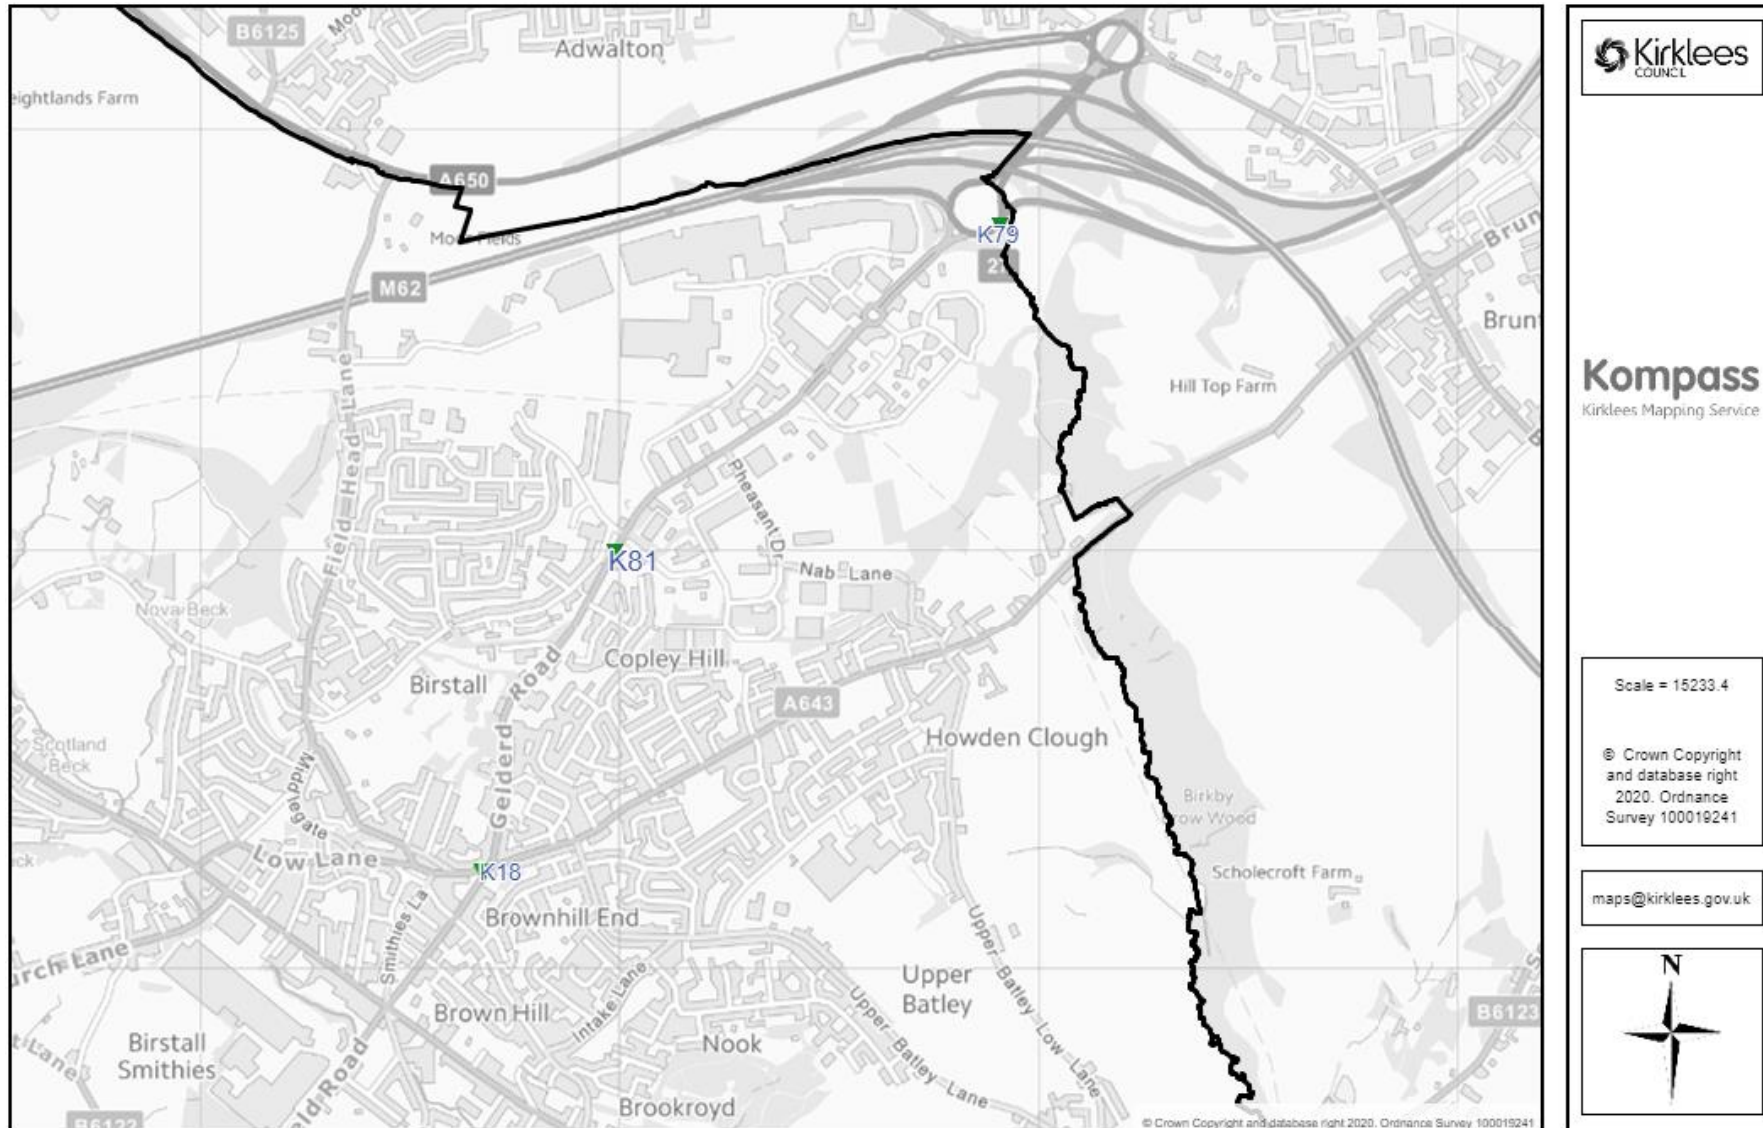 B6125
Adwalton
eightlands Farm
A650
M62
K79
Brun
Hill Top Farm
Field Head Lane
Pheasant Dr
K81
Nab Lane
Nova Beck
Copley Hill
Birstall
Gelderd Road
A643
Howden Clough
Scotland
Beck
Middlegate
Birkby
Wood
Low Lane
K18
Scholecroft Farm
Smithies La
Brownhill End
urch Lane
Upper
Batley
Upper Batley Low Lane
Brown Hill
Intake Lane
Upper Batley Lane
B6123
Birstall
Smithies
Nook
Brookroyd
© Crown Copyright and database right 2020. Ordnance Survey 100019241
Kirklees
COUNCIL
Kompass
Kirklees Mapping Service
Scale = 15233.4
© Crown Copyright
and database right
2020. Ordnance
Survey 100019241
maps@kirklees.gov.uk
N